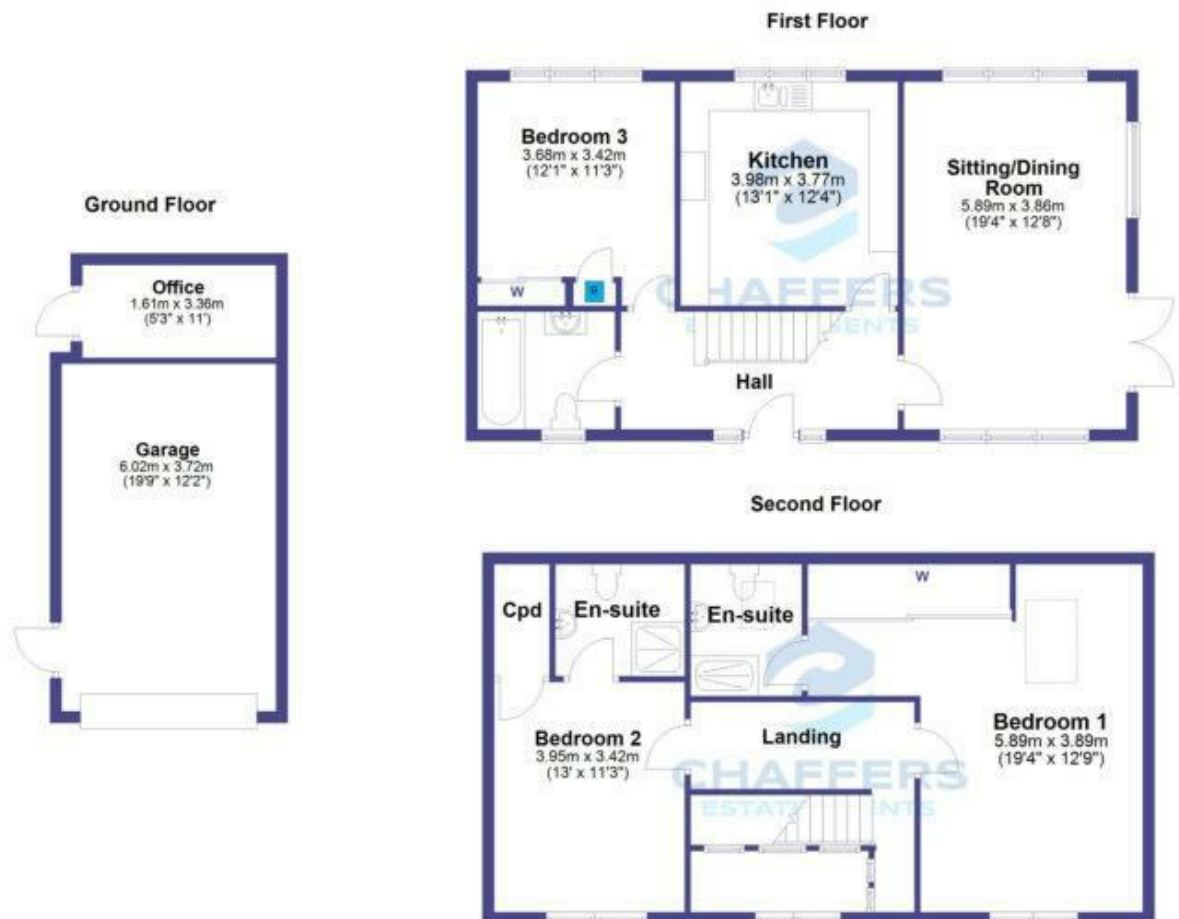 First Floor
Bedroom 3
3.68m x 3.42m
(12'1" x 11'3")
Kitchen
3.98m x 3.77m
(13'1" x 12'4")
Sitting/Dining
Room
5.89m x 3.86m
(19'4" x 12'8")
W
B
Hall
CHAFFERS
Ground Floor
Office
1.61m x 3.36m
(5'3" x 11')
Garage
6.02m x 3.72m
(19'9" x 12'2")
Second Floor
Cpd
En-suite
En-suite
W
Bedroom 2
3.95m x 3.42m
(13' x 11'3")
Landing
Bedroom 1
5.89m x 3.89m
(19'4" x 12'9")
CHAFFERS